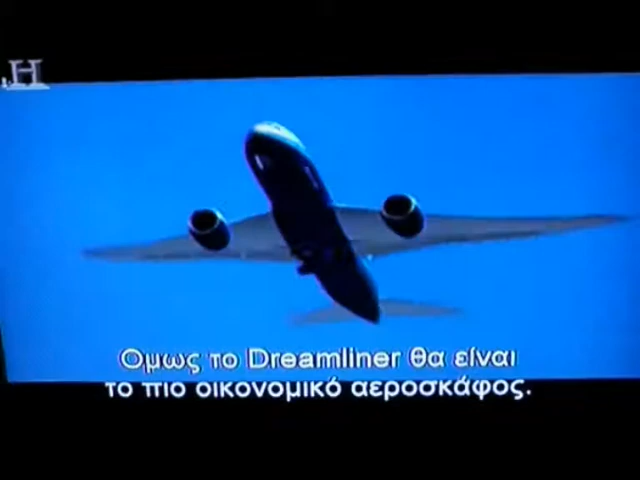 H
Ομως το Dreamliner θα είναι
το πιο οικονομικό αεροσκάφος.